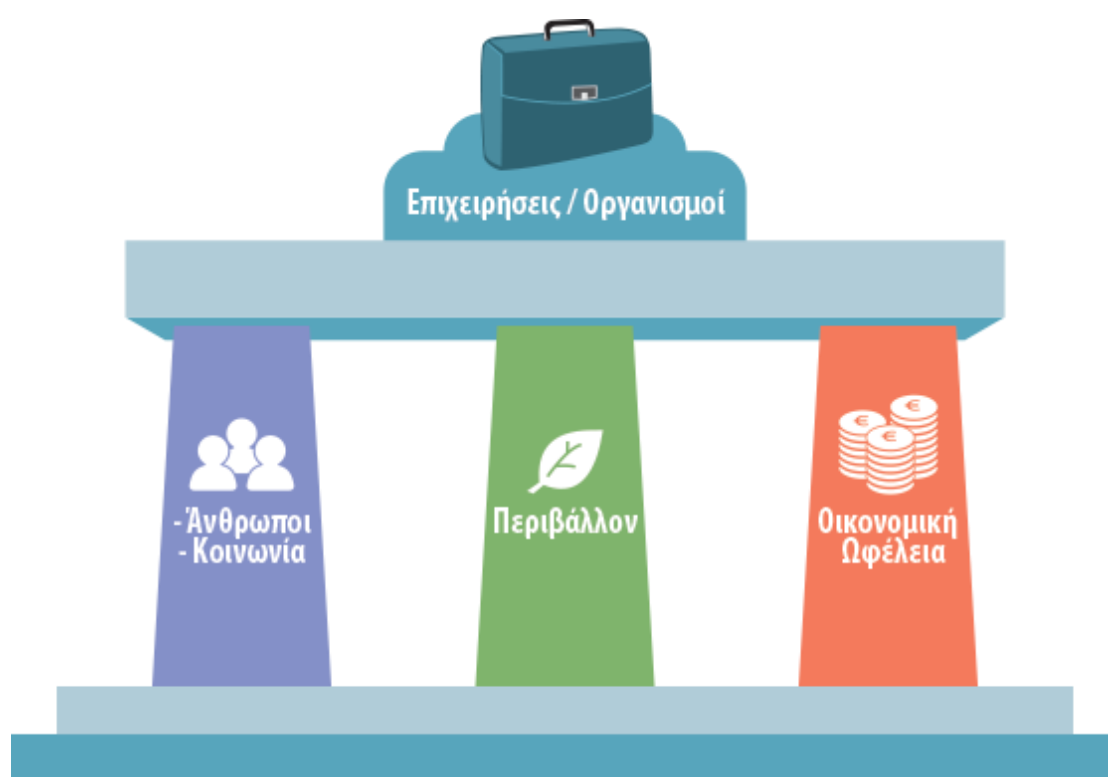 Επιχειρήσεις / Οργανισμοί
- Άνθρωποι
- Κοινωνία
Περιβάλλον
€
€
€
Οικονομική
Ωφέλεια